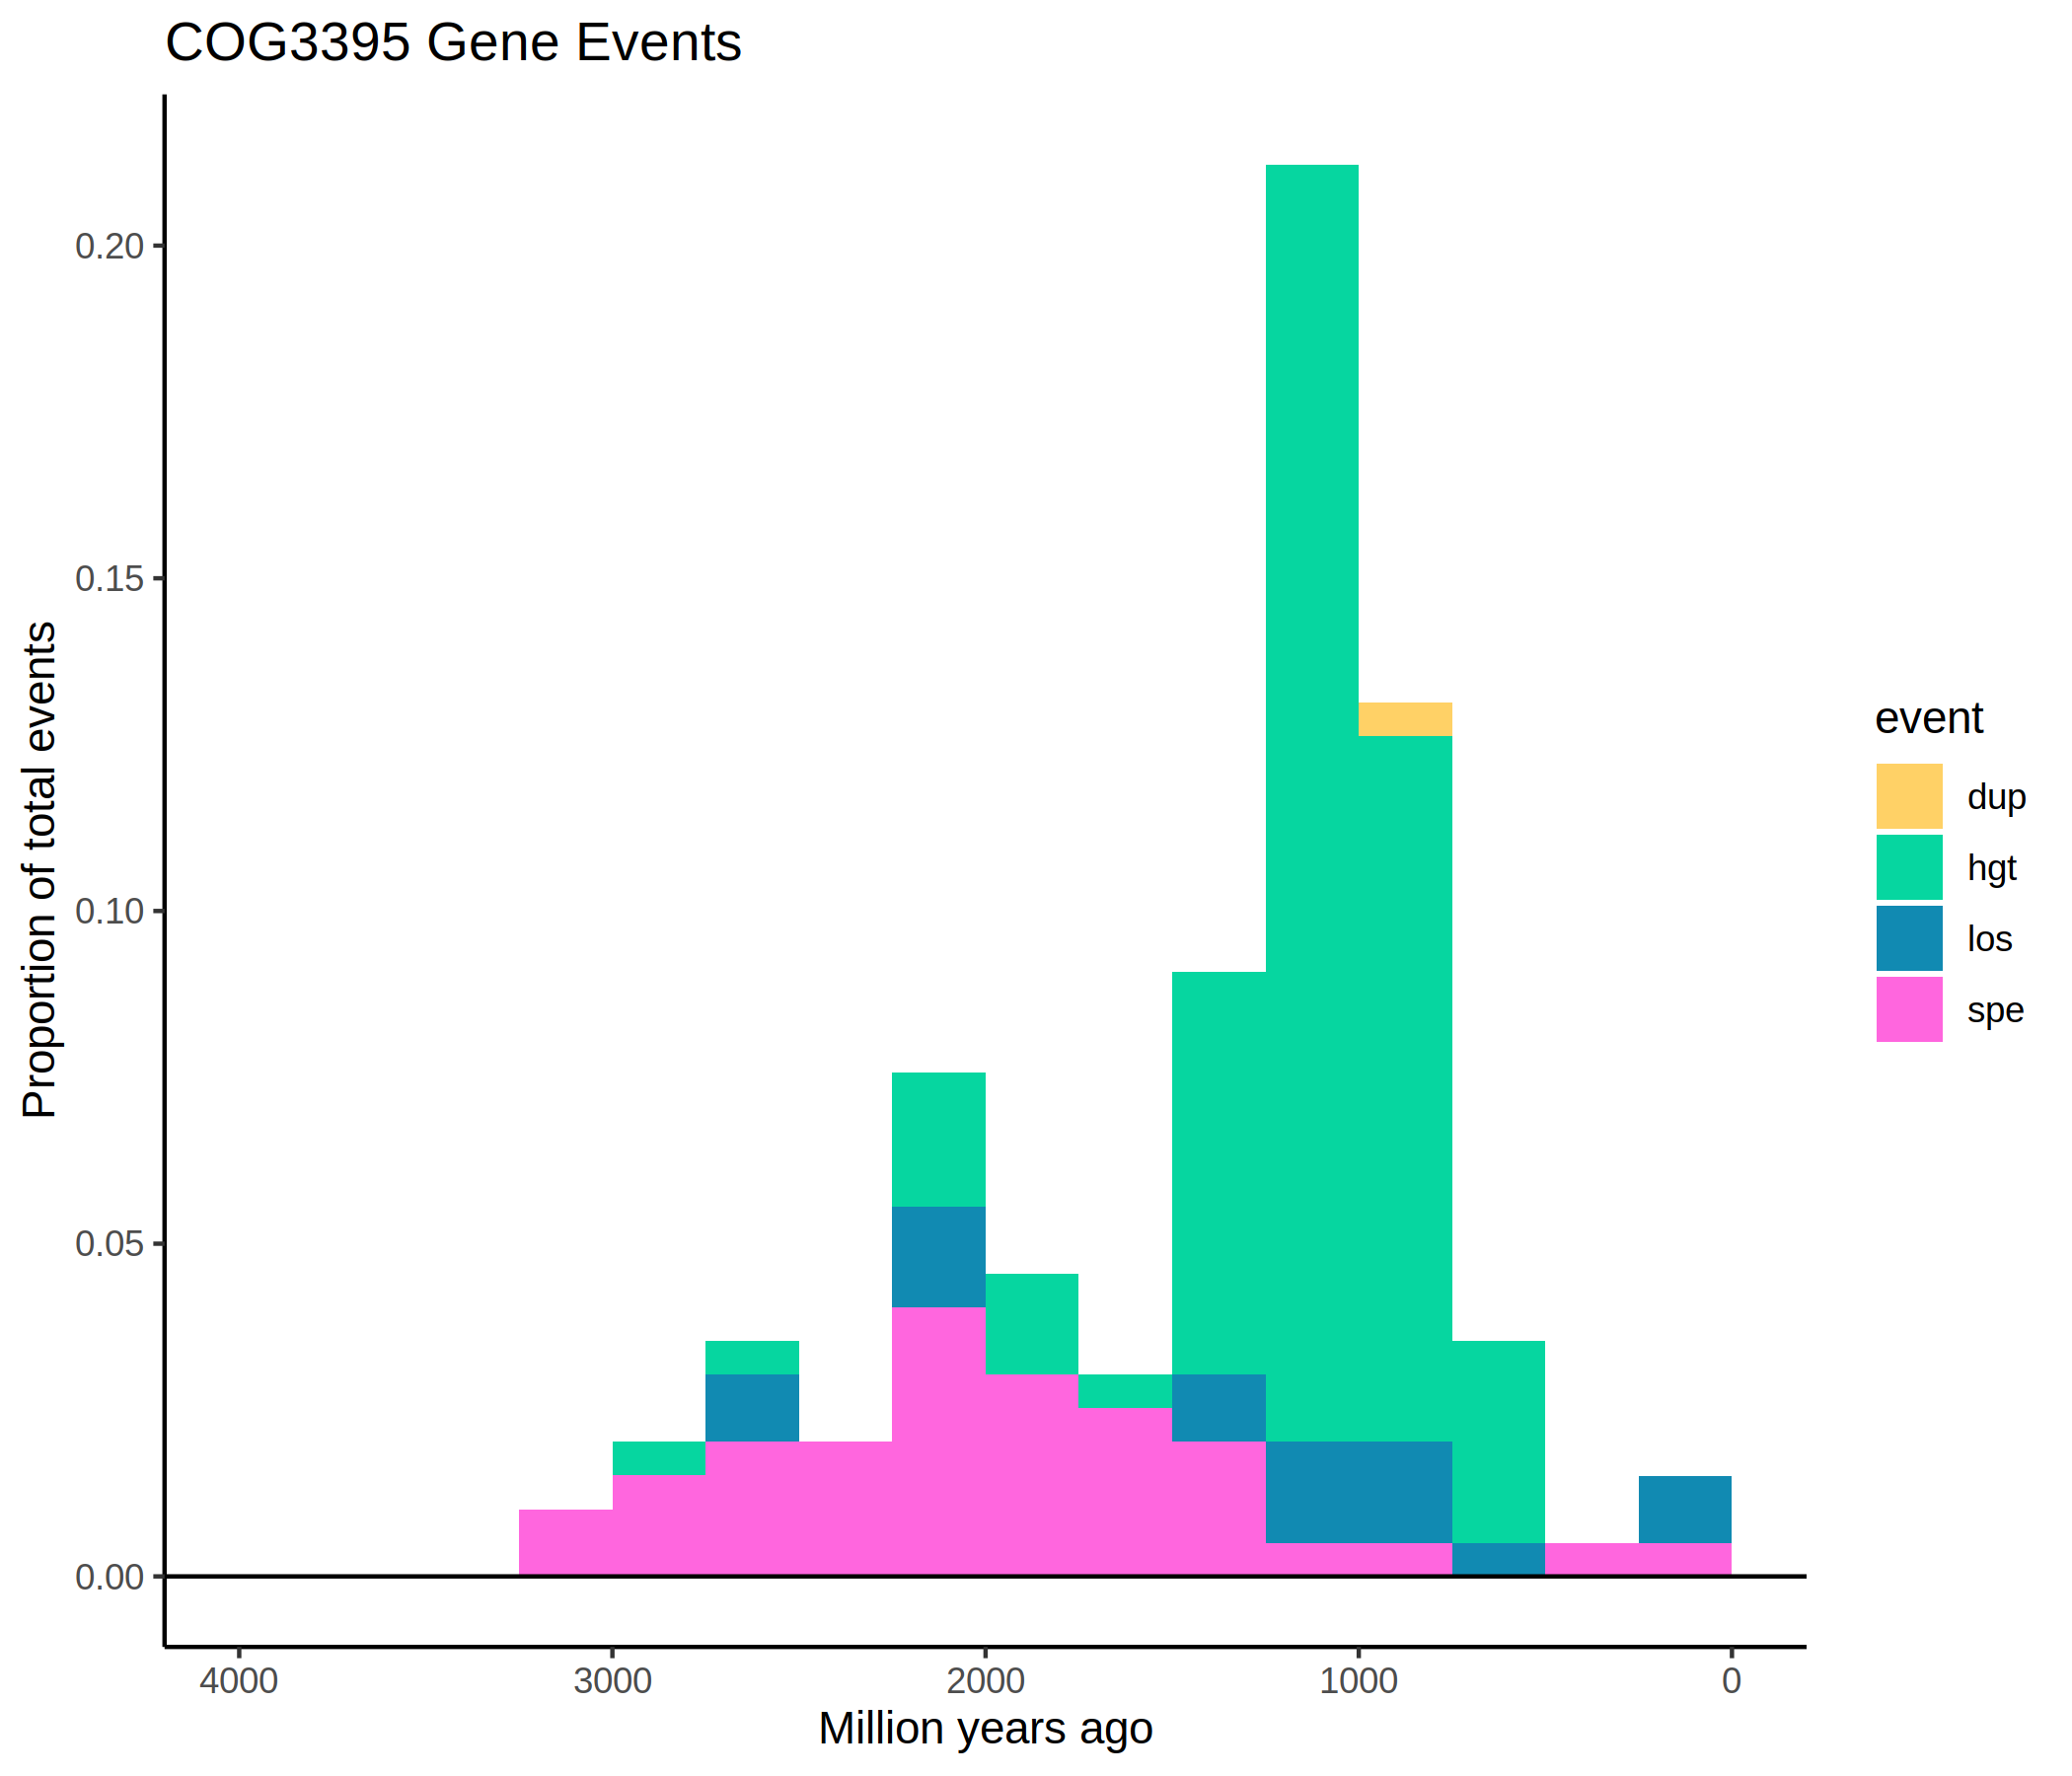 COG3395 Gene Events
Proportion of total events
0.20
0.15
0.10
0.05
0.00
4000 3000 2000 1000 0
Million years ago
event
dup
hgt
los
spe